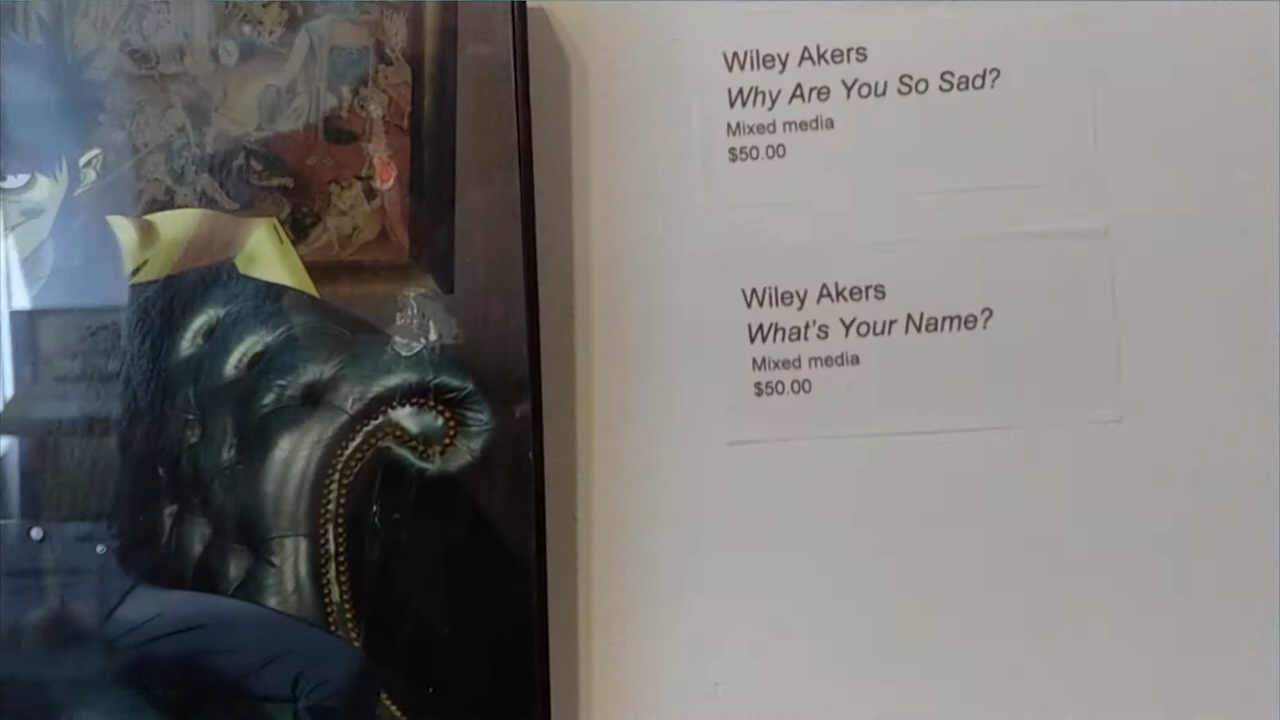 Wiley Akers
Why Are You So Sad?
Mixed media
$50.00
Wiley Akers
What's Your Name?
Mixed media
$50.00